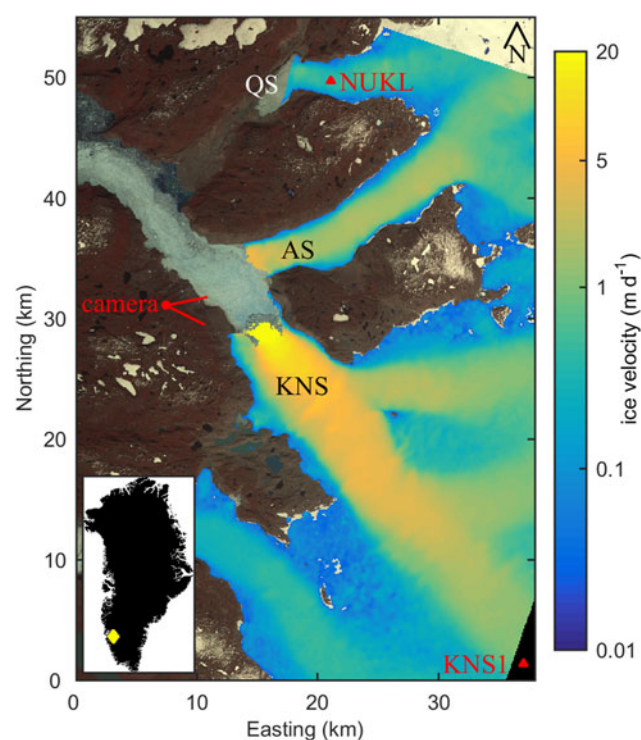 N
50
40
30
20
10
0
Northing (km)
0
10
20
30
Easting (km)
QS
NUKL
AS
camera
KNS
KNS1
20
5
1
0.1
0.01
ice velocity (m d⁻¹)